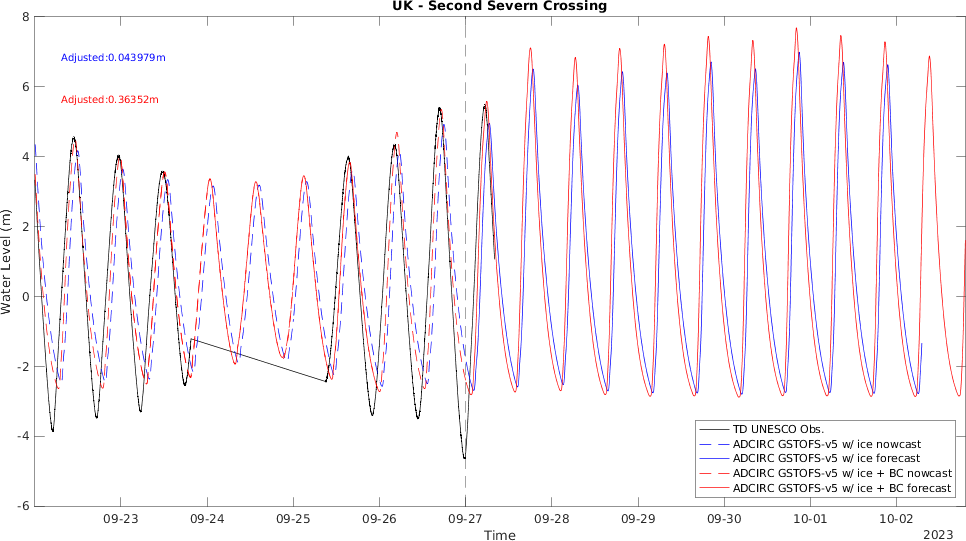 UK - Second Severn Crossing
Adjusted:0.043979m
Adjusted:0.36352m
Water Level (m)
8
6
4
2
0
-2
-4
-6
TD UNESCO Obs.
ADCIRC GSTOFS-v5 w/ ice nowcast
ADCIRC GSTOFS-v5 w/ ice forecast
ADCIRC GSTOFS-v5 w/ ice + BC nowcast
ADCIRC GSTOFS-v5 w/ ice + BC forecast
09-23 09-24 09-25 09-26 09-27 09-28 09-29 09-30 10-01 10-02
Time
2023